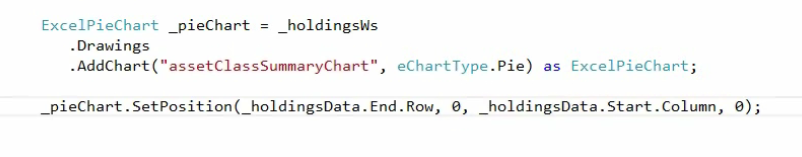 ExcelPieChart _pieChart = _holdingsWs
.Drawings
.AddChart("assetClassSummaryChart", eChartType.Pie) as ExcelPieChart;
_pieChart.SetPosition(_holdingsData.End.Row, 0, _holdingsData.Start.Column, 0);